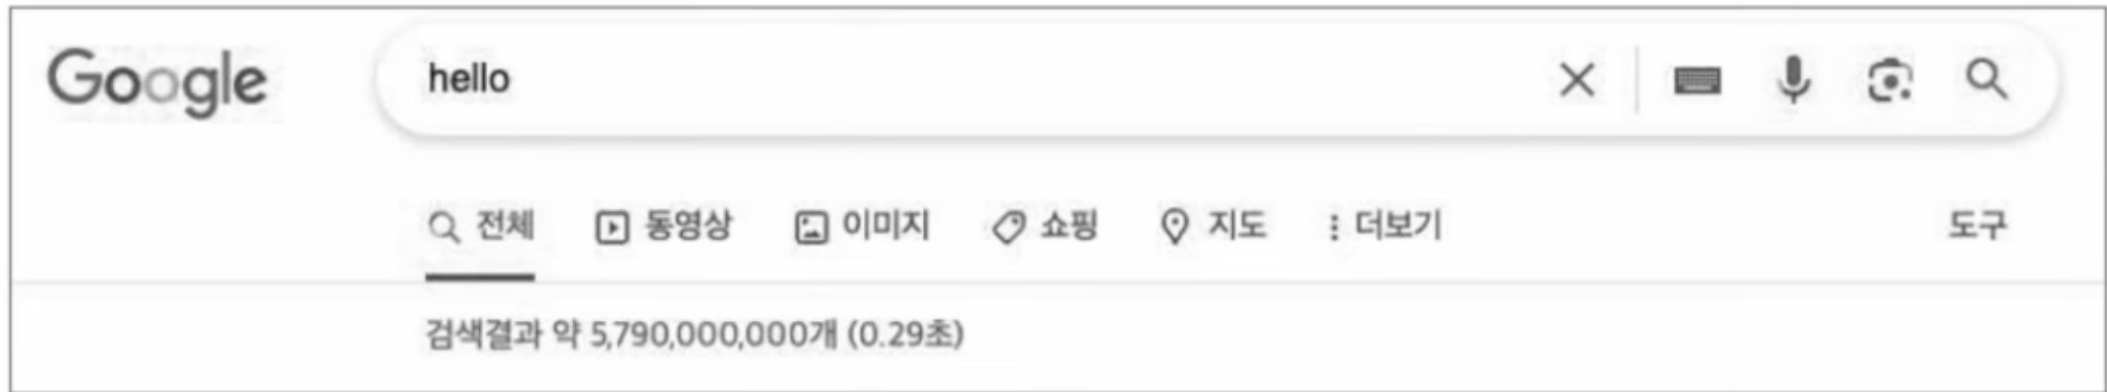 Google hello
전체 동영상 이미지 쇼핑 지도 더보기 도구
검색결과 약 5,790,000,000개 (0.29초)